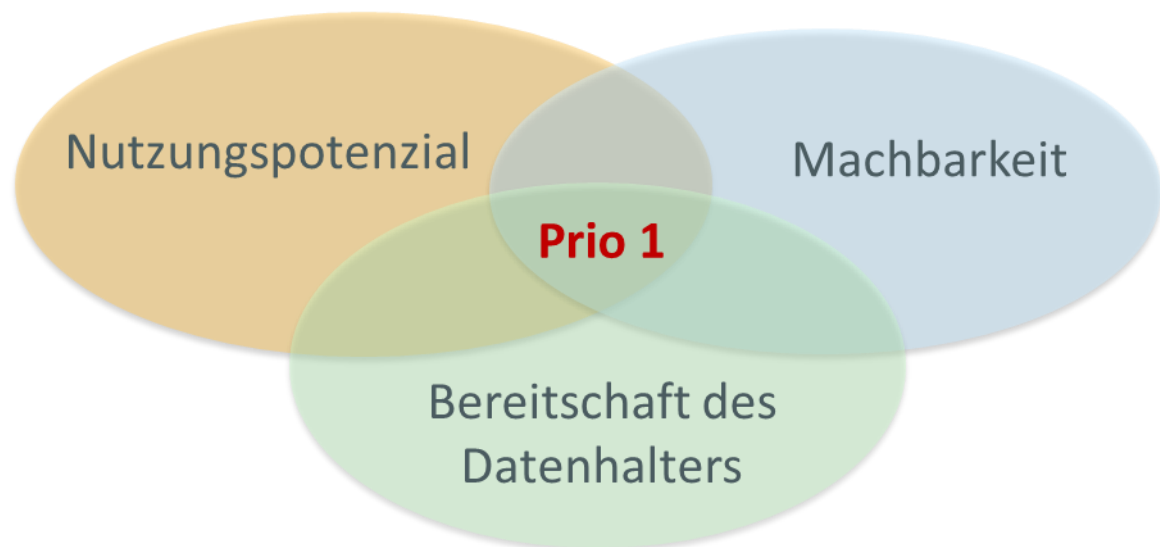 Nutzungspotenzial
Machbarkeit
Prio 1
Bereitschaft des
Datenhalters